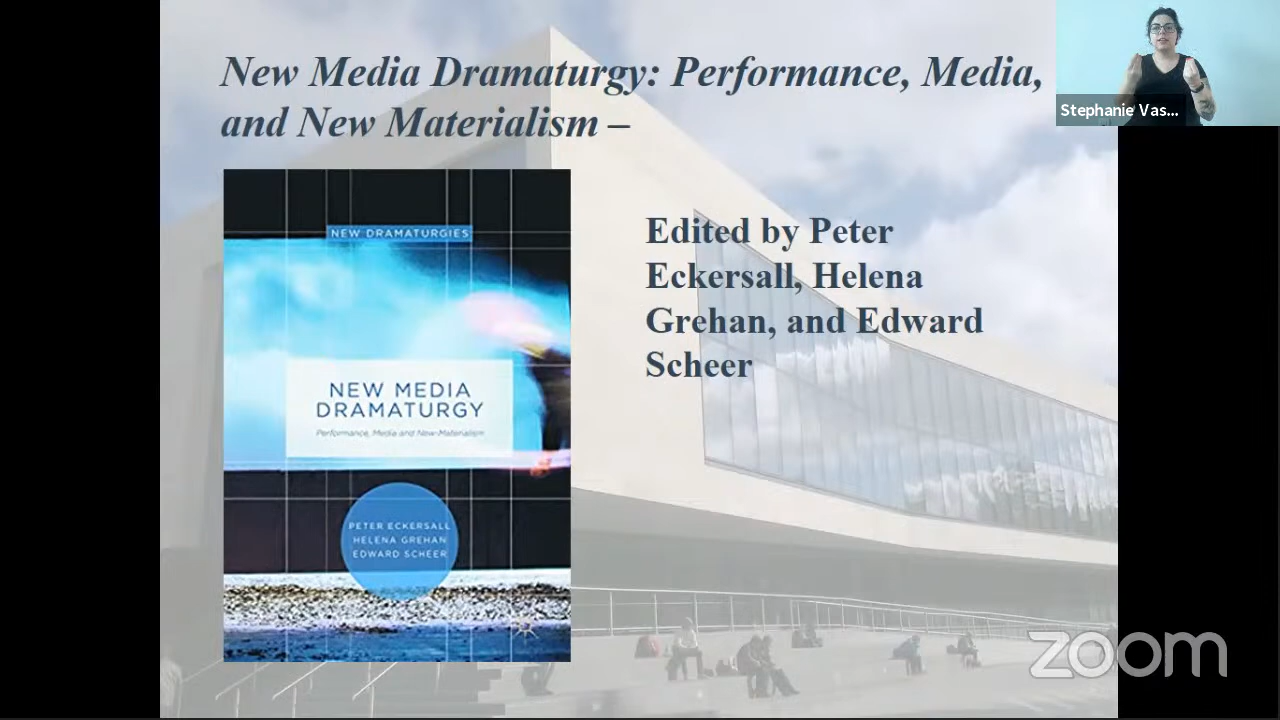 New Media Dramaturgy: Performance, Media,
and New Materialism –
Stephanie Vas...
NEW DRAMATURGIES
NEW MEDIA
DRAMATURGY
Performance, Media and New-Materialism
PETER ECKERSALL
HELENA GREHAN
EDWARD SCHEER
Edited by Peter
Eckersall, Helena
Grehan, and Edward
Scheer
zoom